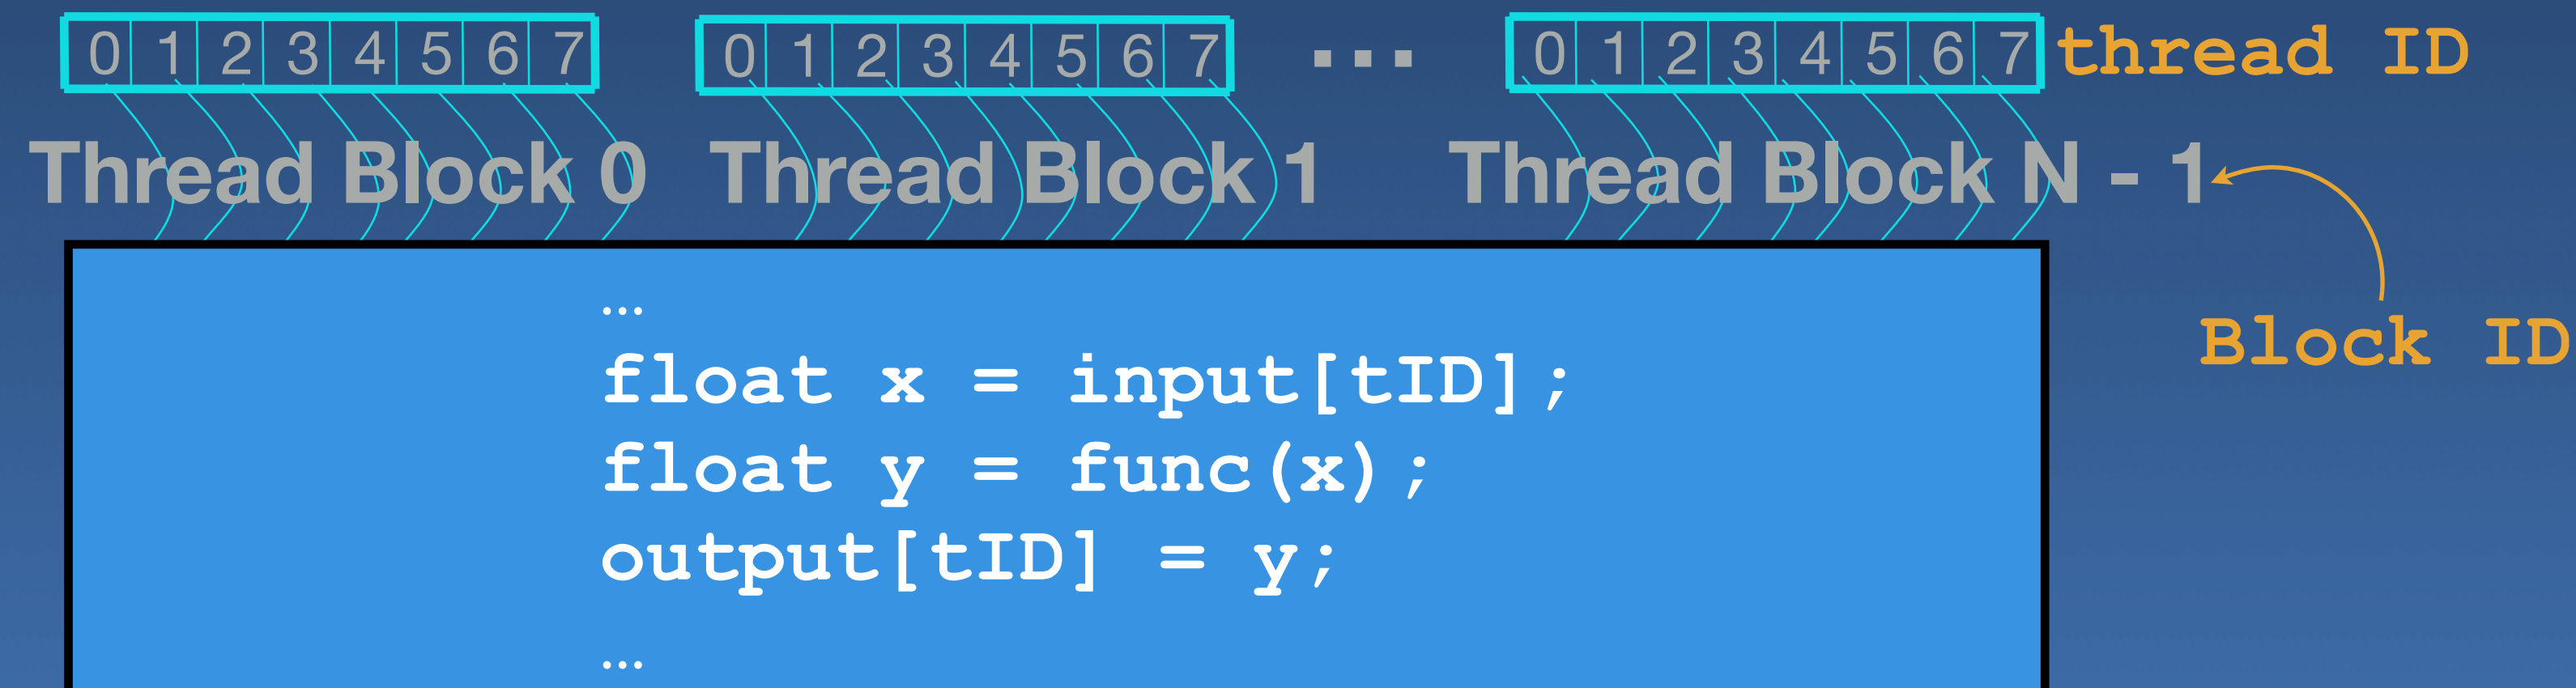 0 1 2 3 4 5 6 7 0 1 2 3 4 5 6 7 ... 0 1 2 3 4 5 6 7 thread ID
Thread Block 0 Thread Block 1 Thread Block N - 1
...
Block ID
float x = input[tID];
float y = func(x);
output[tID] = y;
...